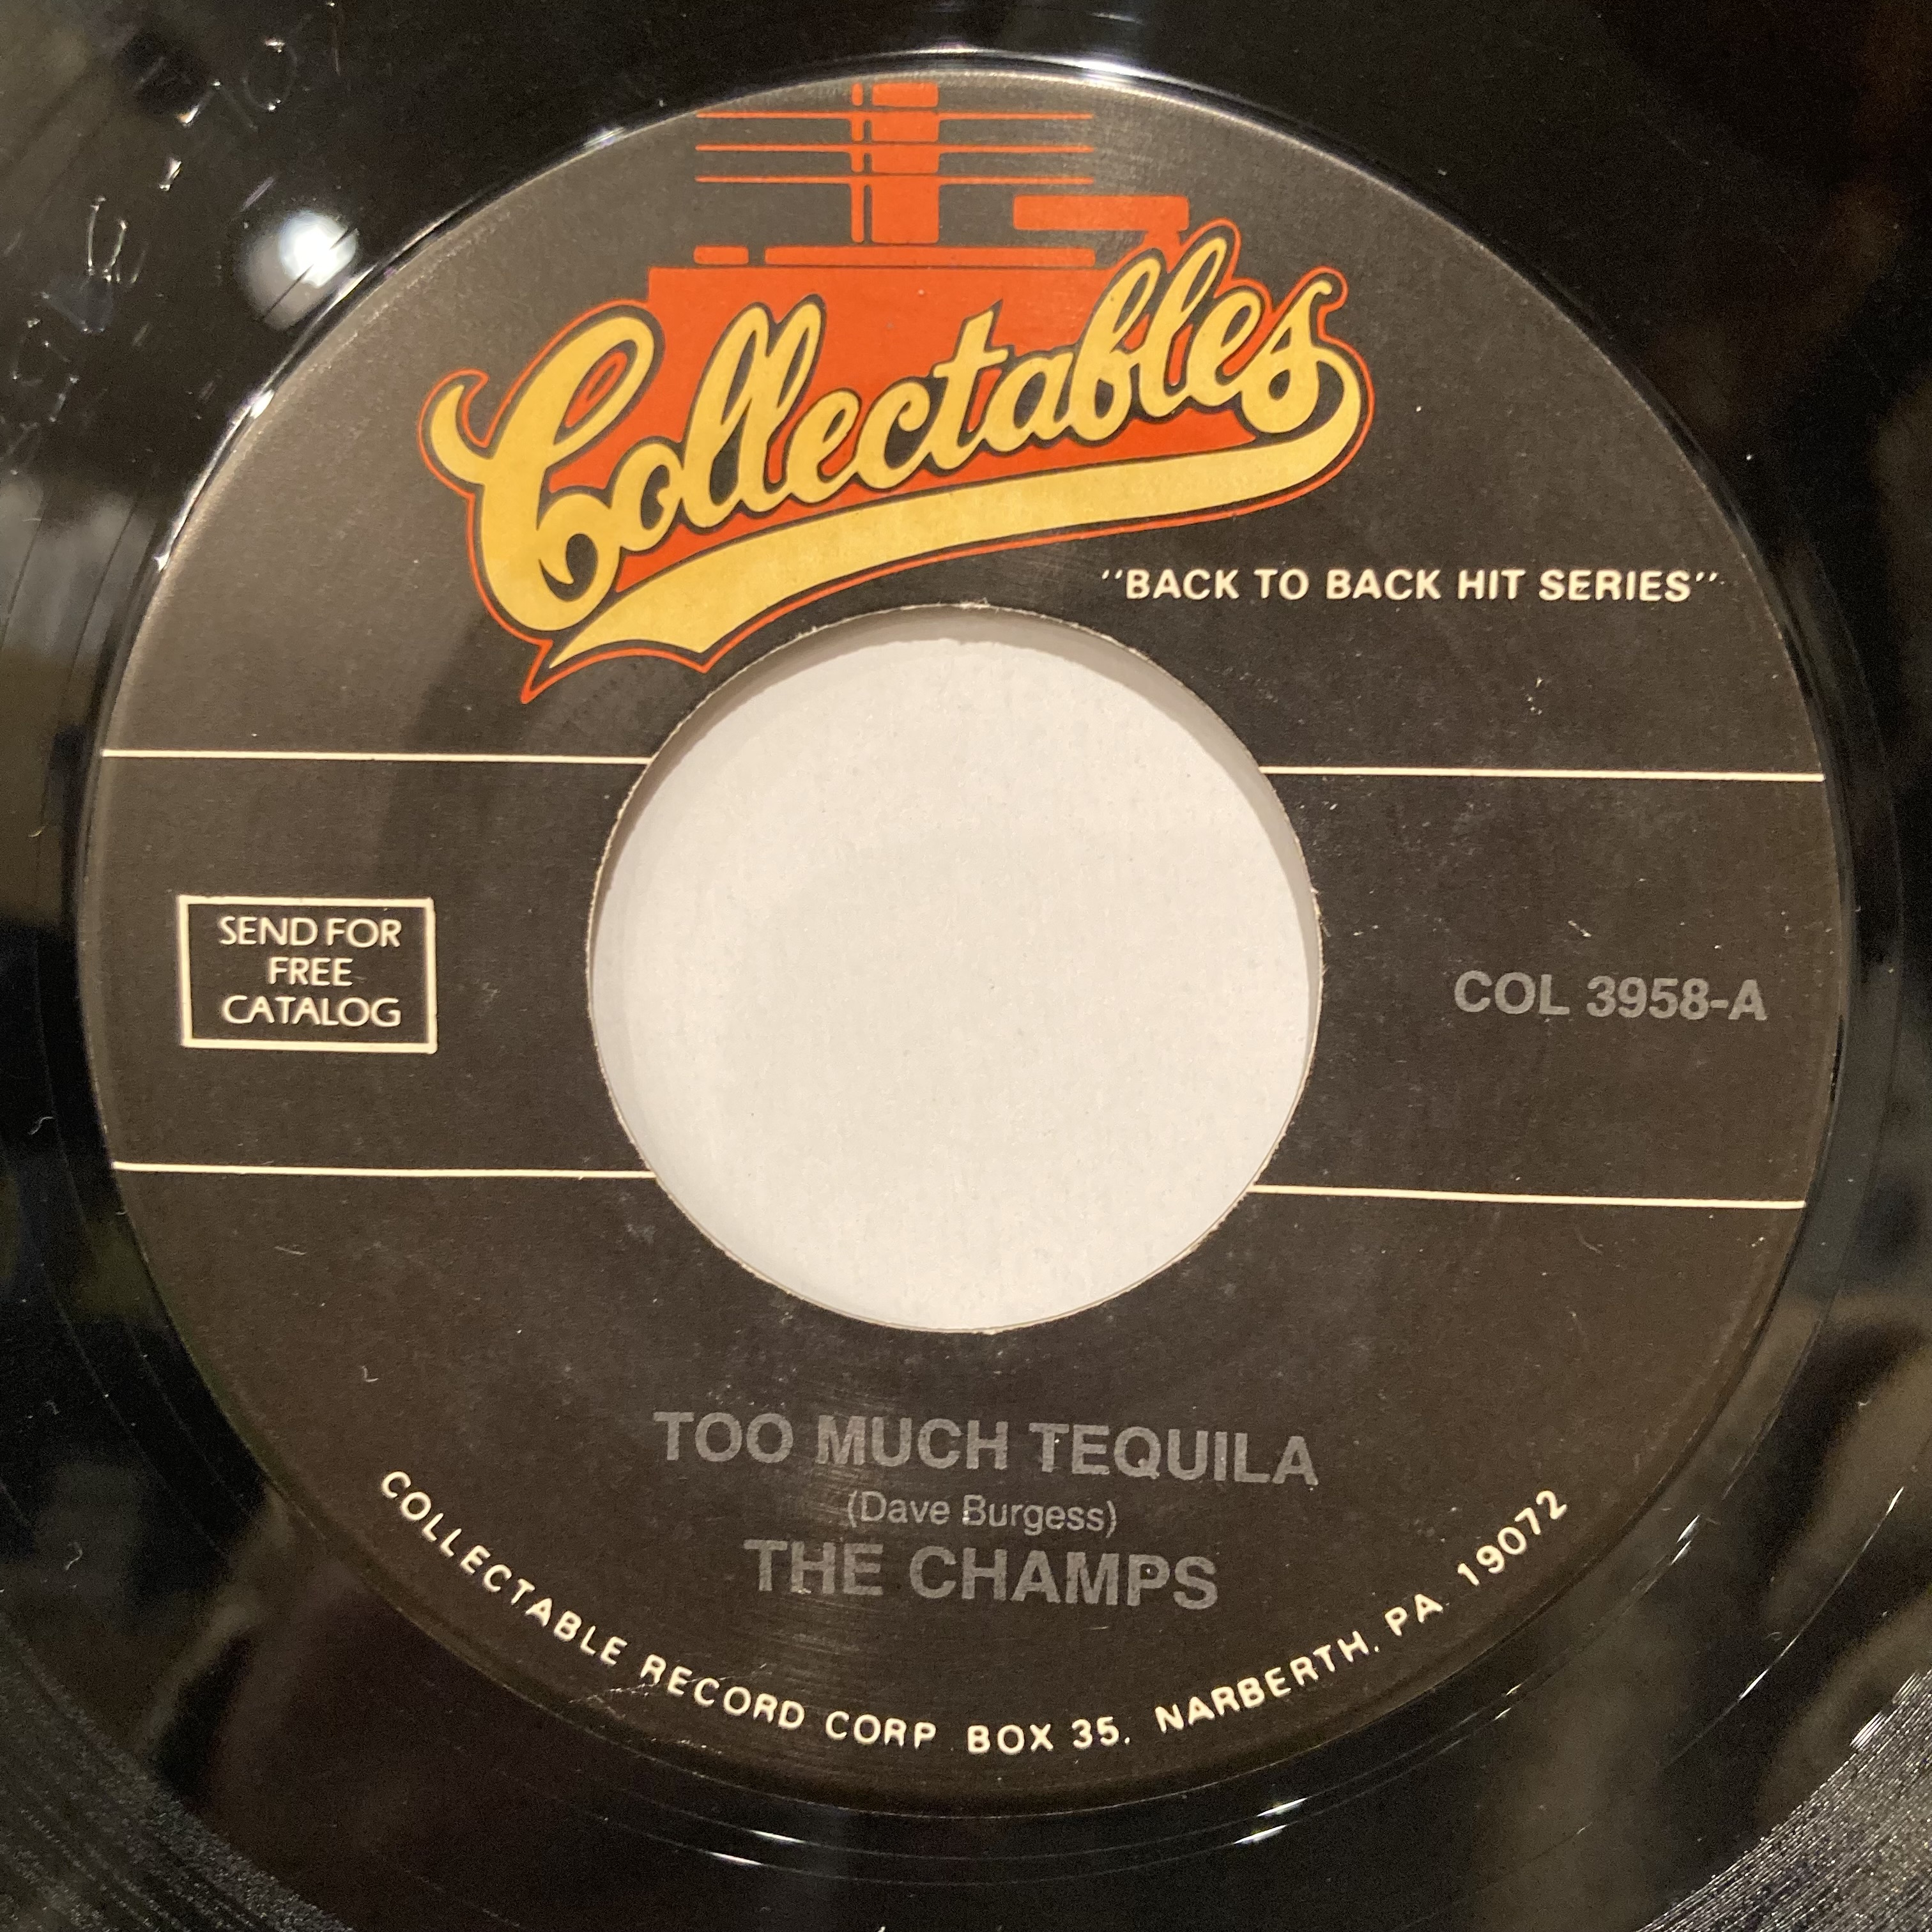 Collectables
"BACK TO BACK HIT SERIES"
SEND FOR
FREE
CATALOG
COL 3958-A
TOO MUCH TEQUILA
(Dave Burgess)
THE CHAMPS
COLLECTABLE RECORD CORP. BOX 35, NARBERTH, PA 19072